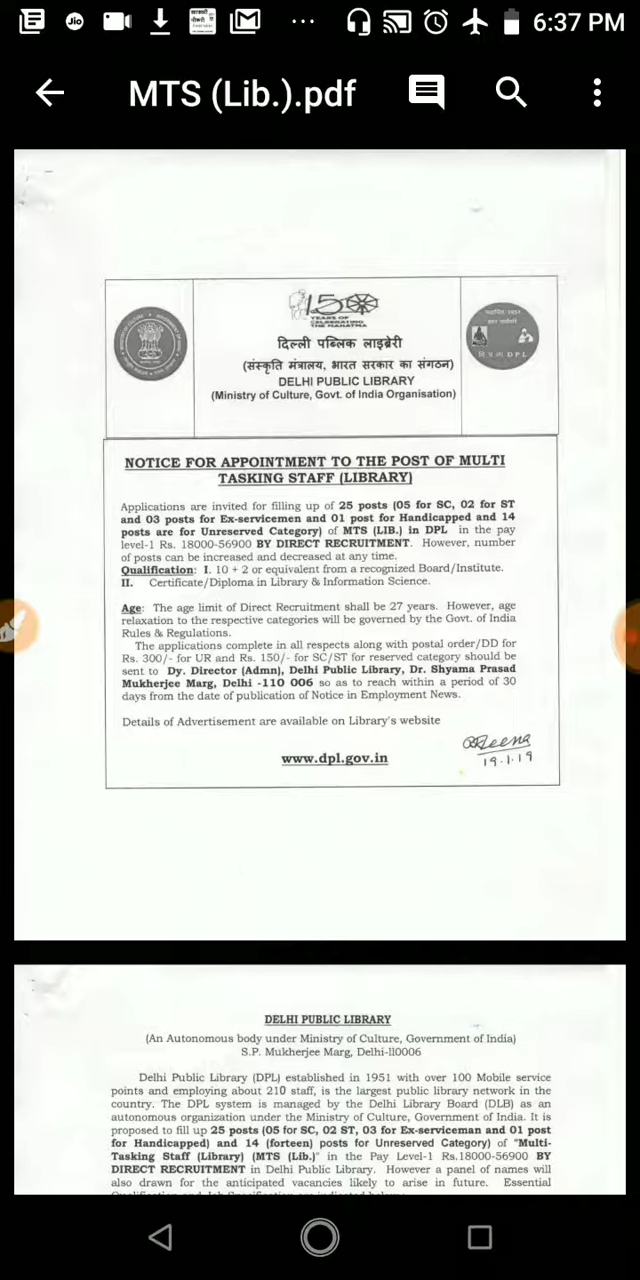 Jio
6:37 PM
MTS (Lib.).pdf
150
YEARS OF
CELEBRATING
THE MAHATMA
दिल्ली पब्लिक लाइब्रेरी
(संस्कृति मंत्रालय, भारत सरकार का संगठन)
DELHI PUBLIC LIBRARY
(Ministry of Culture, Govt. of India Organisation)
DPL
NOTICE FOR APPOINTMENT TO THE POST OF MULTI
TASKING STAFF (LIBRARY)
Applications are invited for filling up of 25 posts (05 for SC, 02 for ST
and 03 posts for Ex-servicemen and 01 post for Handicapped and 14
posts are for Unreserved Category) of MTS (LIB.) in DPL in the pay
level-1 Rs. 18000-56900 BY DIRECT RECRUITMENT. However, number
of posts can be increased and decreased at any time.
Qualification: I. 10 + 2 or equivalent from a recognized Board/Institute.
II. Certificate/Diploma in Library & Information Science.
Age: The age limit of Direct Recruitment shall be 27 years. However, age
relaxation to the respective categories will be governed by the Govt. of India
Rules & Regulations.
The applications complete in all respects along with postal order/DD for
Rs. 300/- for UR and Rs. 150/- for SC/ST for reserved category should be
sent to Dy. Director (Admn), Delhi Public Library, Dr. Shyama Prasad
Mukherjee Marg, Delhi -110 006 so as to reach within a period of 30
days from the date of publication of Notice in Employment News.
Details of Advertisement are available on Library's website
www.dpl.gov.in
19.1.19
DELHI PUBLIC LIBRARY
(An Autonomous body under Ministry of Culture, Government of India)
S.P. Mukherjee Marg, Delhi-110006
Delhi Public Library (DPL) established in 1951 with over 100 Mobile service
points and employing about 210 staff, is the largest public library network in the
country. The DPL system is managed by the Delhi Library Board (DLB) as an
autonomous organization under the Ministry of Culture, Government of India. It is
proposed to fill up 25 posts (05 for SC, 02 ST, 03 for Ex-serviceman and 01 post
for Handicapped) and 14 (forteen) posts for Unreserved Category) of "Multi-
Tasking Staff (Library) (MTS (Lib.)" in the Pay Level-1 Rs.18000-56900 BY
DIRECT RECRUITMENT in Delhi Public Library. However a panel of names will
also drawn for the anticipated vacancies likely to arise in future. Essential